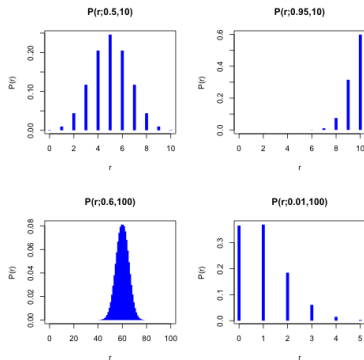 P(r;0.5,10)
P(r)
0.00 0.10 0.20
0 2 4 6 8 10
r
P(r;0.95,10)
P(r)
0.0 0.2 0.4 0.6
0 2 4 6 8 10
r
P(r;0.6,100)
P(r)
0.00 0.02 0.04 0.06 0.08
0 20 40 60 80 100
r
P(r;0.01,100)
P(r)
0.0 0.1 0.2 0.3
0 1 2 3 4 5
r